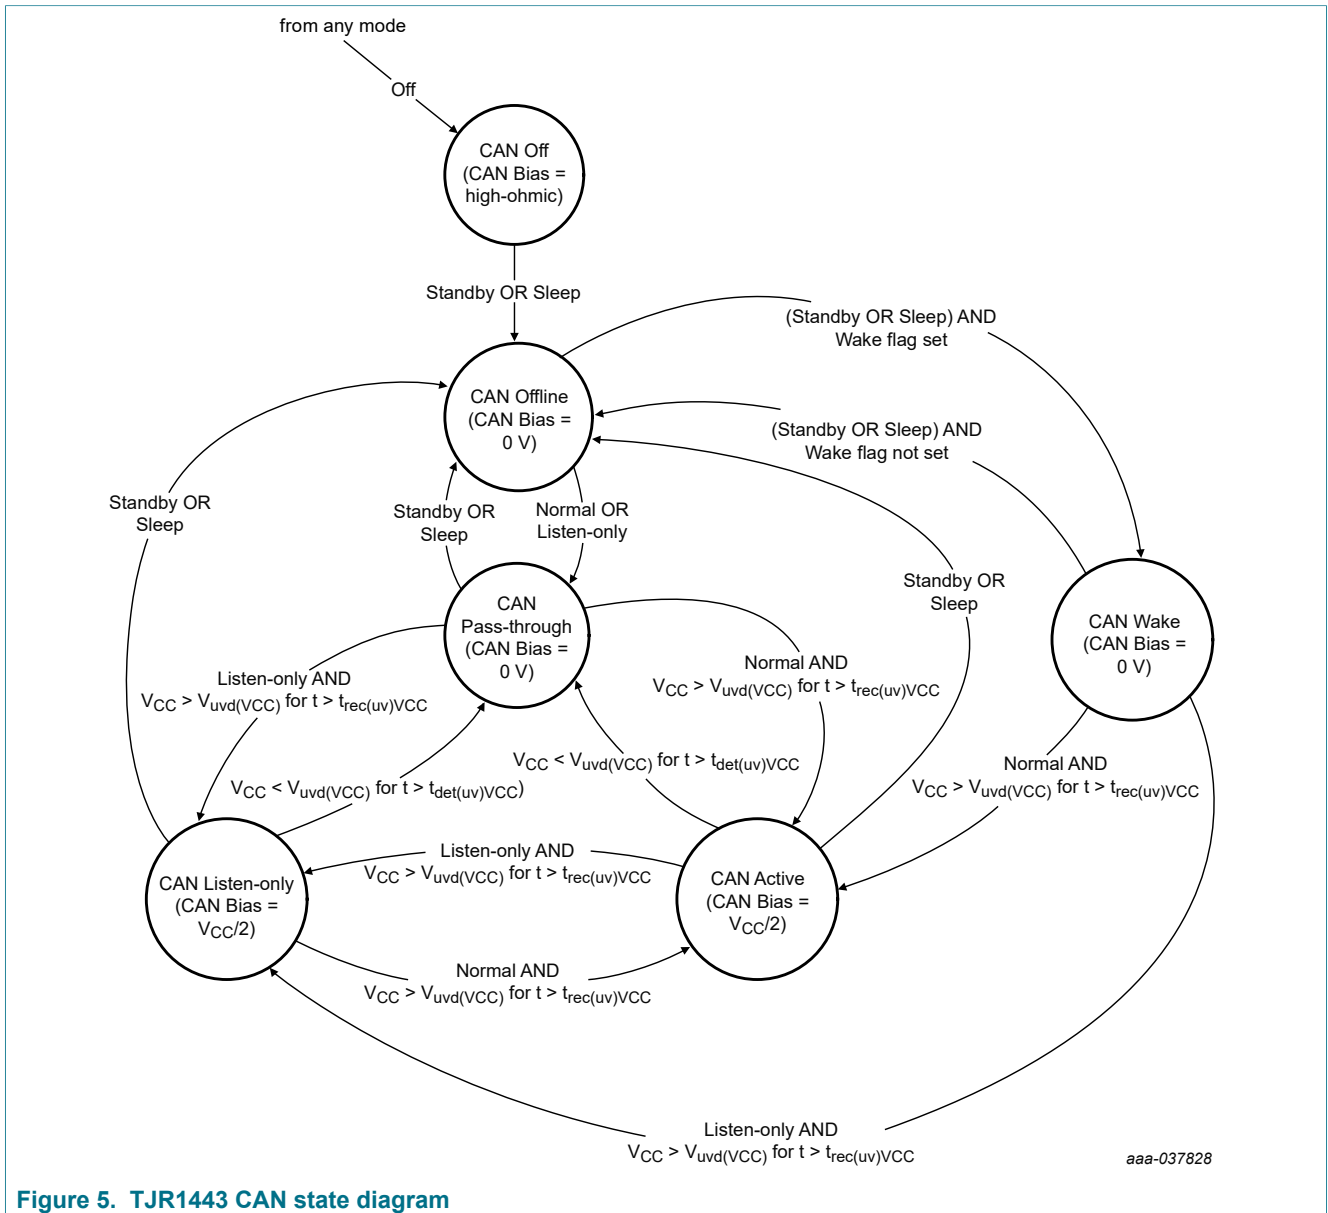 from any mode
Off
CAN Off
(CAN Bias =
high-ohmic)
Standby OR Sleep
(Standby OR Sleep) AND
Wake flag set
CAN Offline
(CAN Bias =
0 V)
(Standby OR Sleep) AND
Wake flag not set
Standby OR
Sleep
Standby OR
Sleep
Normal OR
Listen-only
Standby OR
Sleep
CAN
Pass-through
(CAN Bias =
0 V)
CAN Wake
(CAN Bias =
0 V)
Listen-only AND
VCC > Vuvd(VCC) for t > trec(uv)VCC
Normal AND
VCC > Vuvd(VCC) for t > trec(uv)VCC
VCC < Vuvd(VCC) for t > tdet(uv)VCC)
VCC < Vuvd(VCC) for t > tdet(uv)VCC
Normal AND
VCC > Vuvd(VCC) for t > trec(uv)VCC
CAN Listen-only
(CAN Bias =
VCC/2)
Listen-only AND
VCC > Vuvd(VCC) for t > trec(uv)VCC
CAN Active
(CAN Bias =
VCC/2)
Normal AND
VCC > Vuvd(VCC) for t > trec(uv)VCC
Listen-only AND
VCC > Vuvd(VCC) for t > trec(uv)VCC
aaa-037828
Figure 5. TJR1443 CAN state diagram